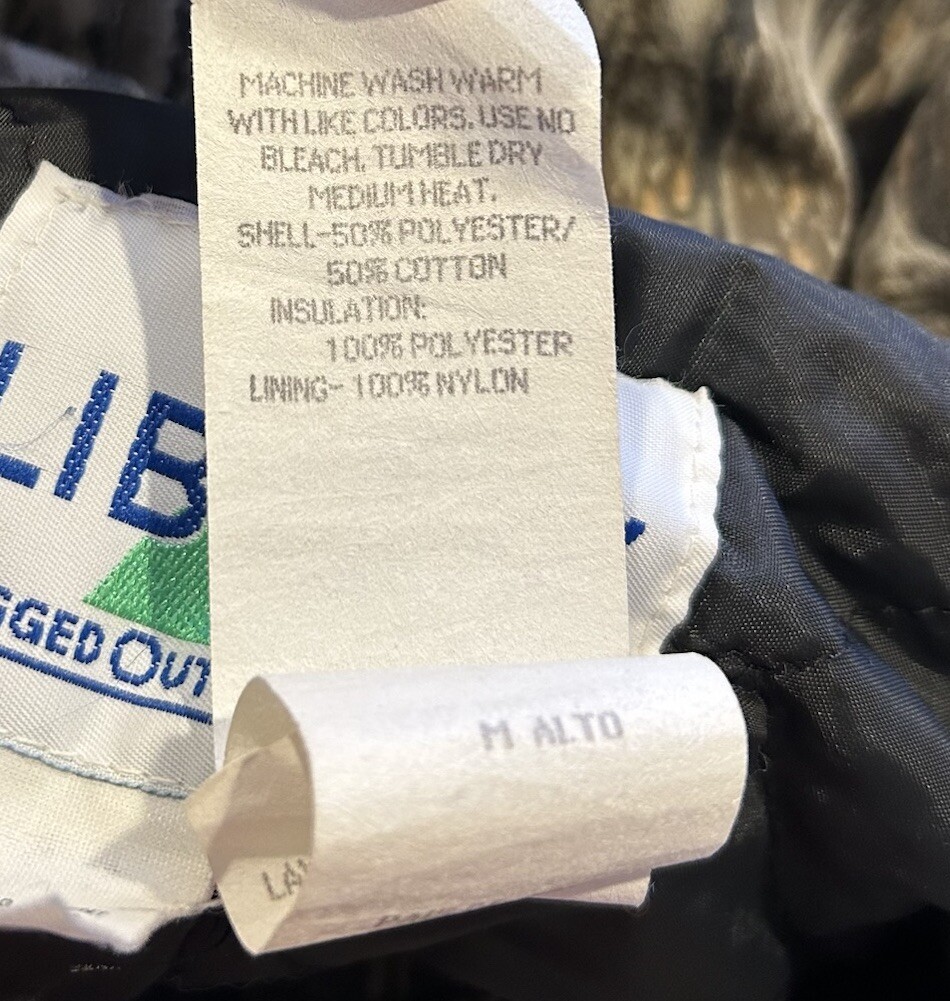 MACHINE WASH WARM
WITH LIKE COLORS. USE NO
BLEACH. TUMBLE DRY
MEDIUM HEAT.
SHELL-50% POLYESTER/
50% COTTON
INSULATION:
100% POLYESTER
LINING- 100% NYLON
LIB
GGED OUT
M ALTO